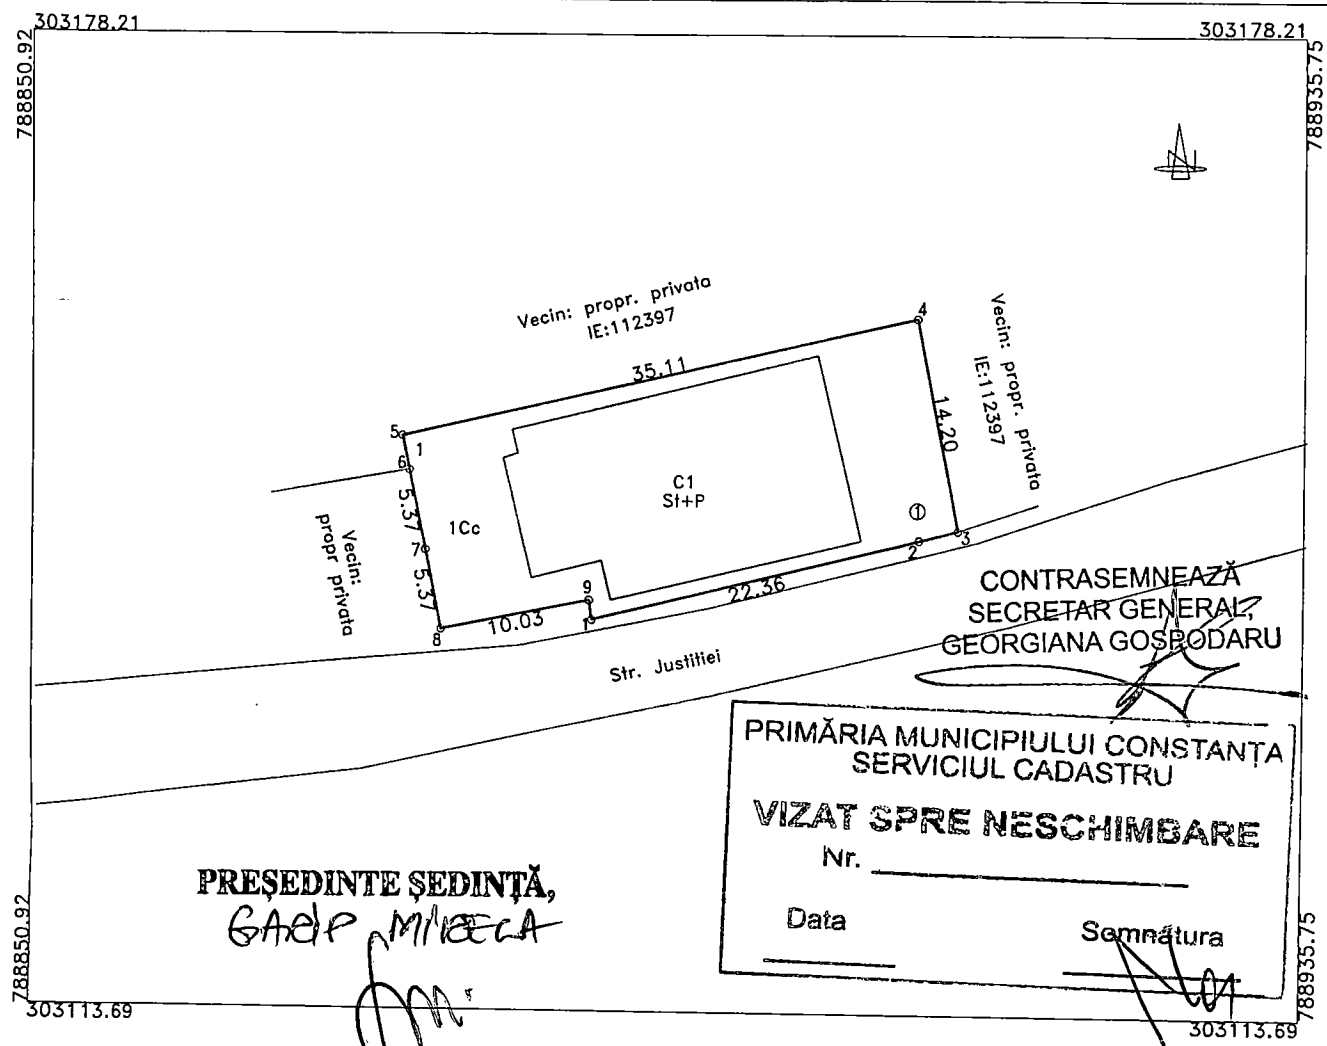 303178.21
303178.21
788850.92
788935.75
Vecin: propr. privata
IE:112397
4
Vecin: propr. privata
IE:112397
35.11
14.20
5
1
6
5.37
C1
St+P
1
1Cc
Vecin:
propr privata
7
5.37
2
3
9
22.36
10.03
8
1
Str. Justitiei
CONTRASEMNEAZĂ
SECRETAR GENERAL,
GEORGIANA GOSPODARU
PRIMĂRIA MUNICIPIULUI CONSTANȚA
SERVICIUL CADASTRU
VIZAT SPRE NESCHIMBARE
Nr.
Data
Semnătura
PREȘEDINTE ȘEDINȚĂ,
788850.92
788935.75
303113.69
303113.69